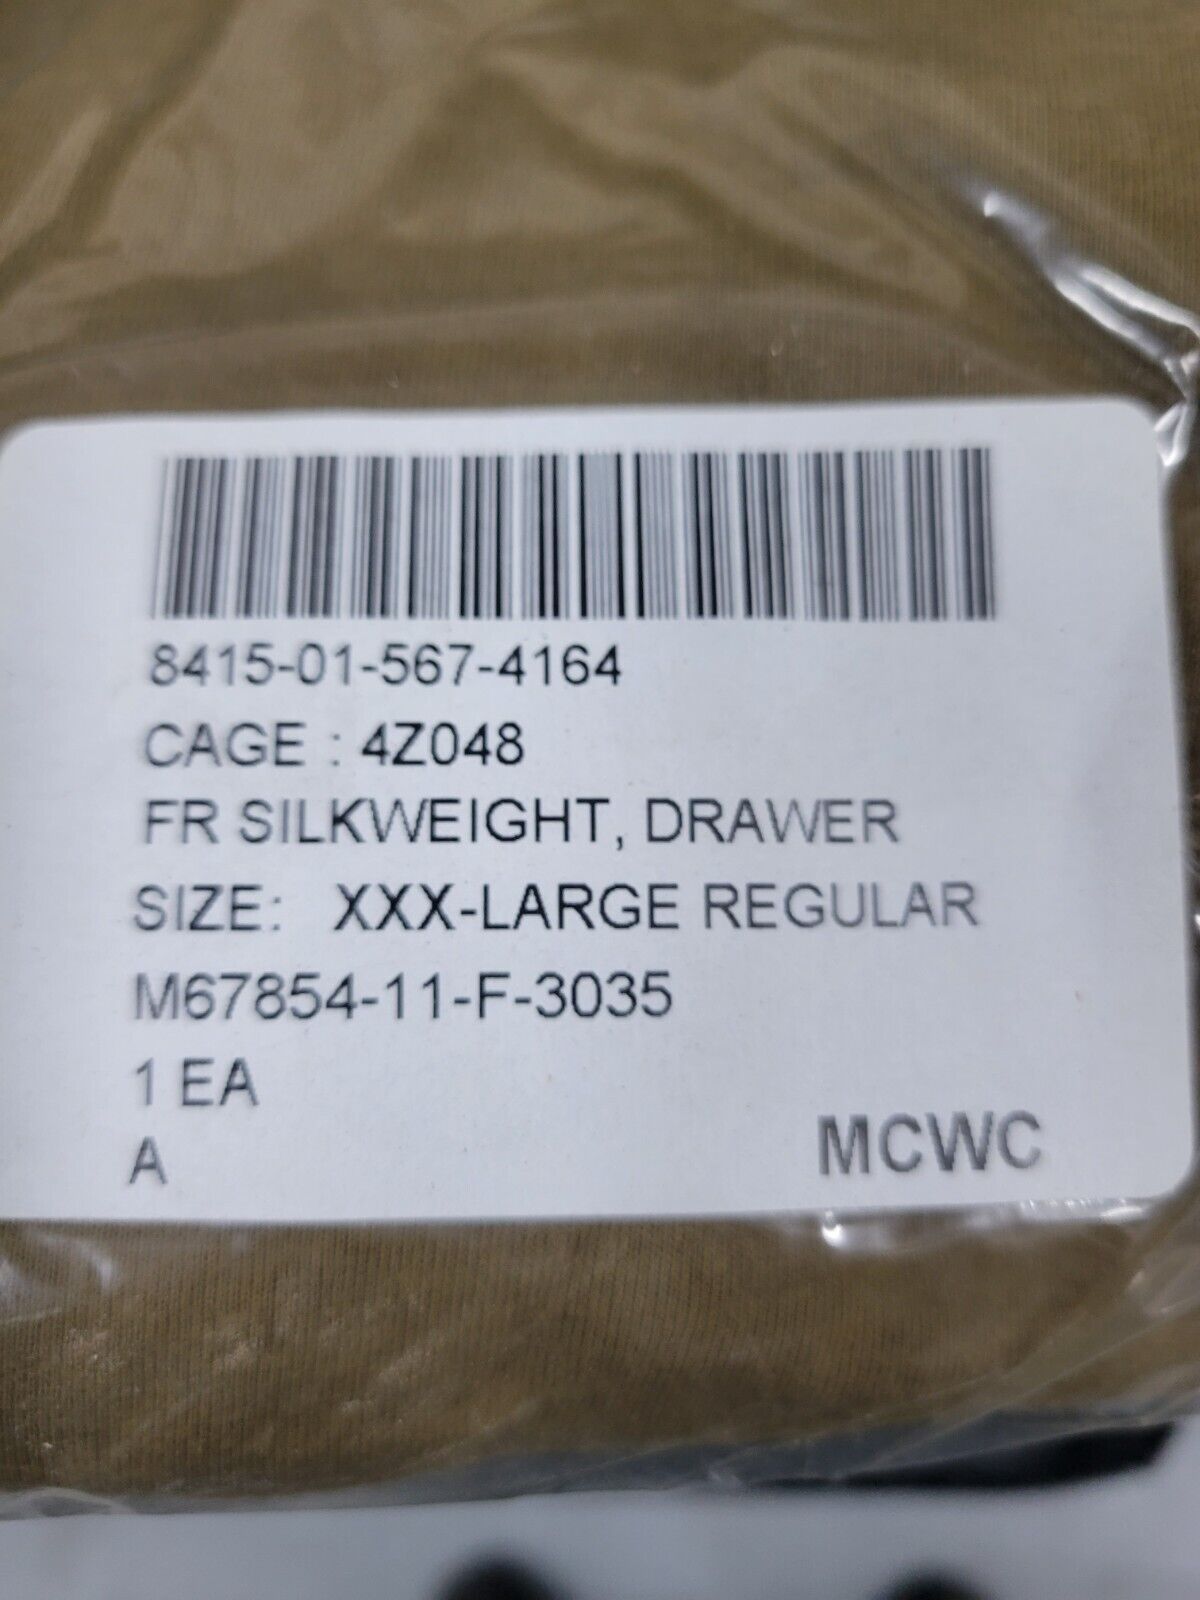 8415-01-567-4164
CAGE : 4Z048
FR SILKWEIGHT, DRAWER
SIZE: XXX-LARGE REGULAR
M67854-11-F-3035
1 EA
A
MCWC